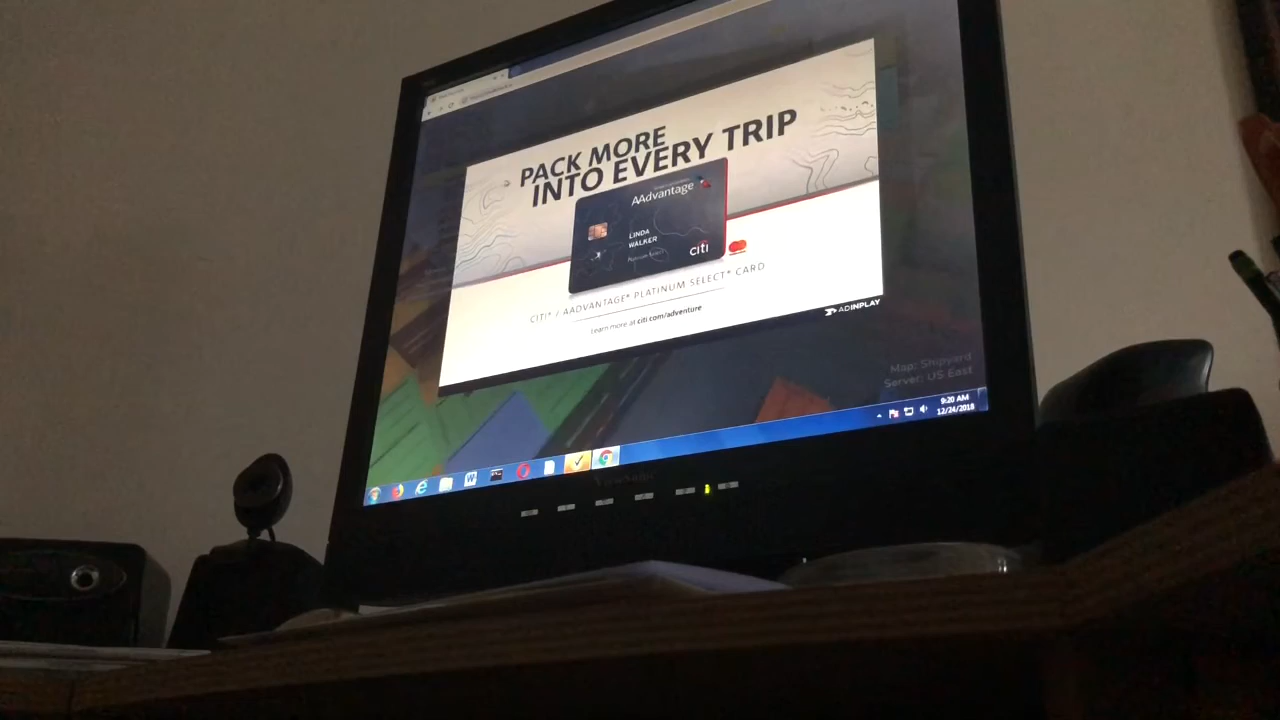 PACK MORE
INTO EVERY TRIP
AAdvantage
LINDA
WALKER
citi
CITI® / AADVANTAGE® PLATINUM SELECT® CARD
Learn more at citi.com/adventure
ADINPLAY
Map: Shipyard
Server: US East
9:20 AM
12/24/2018
ViewSonic